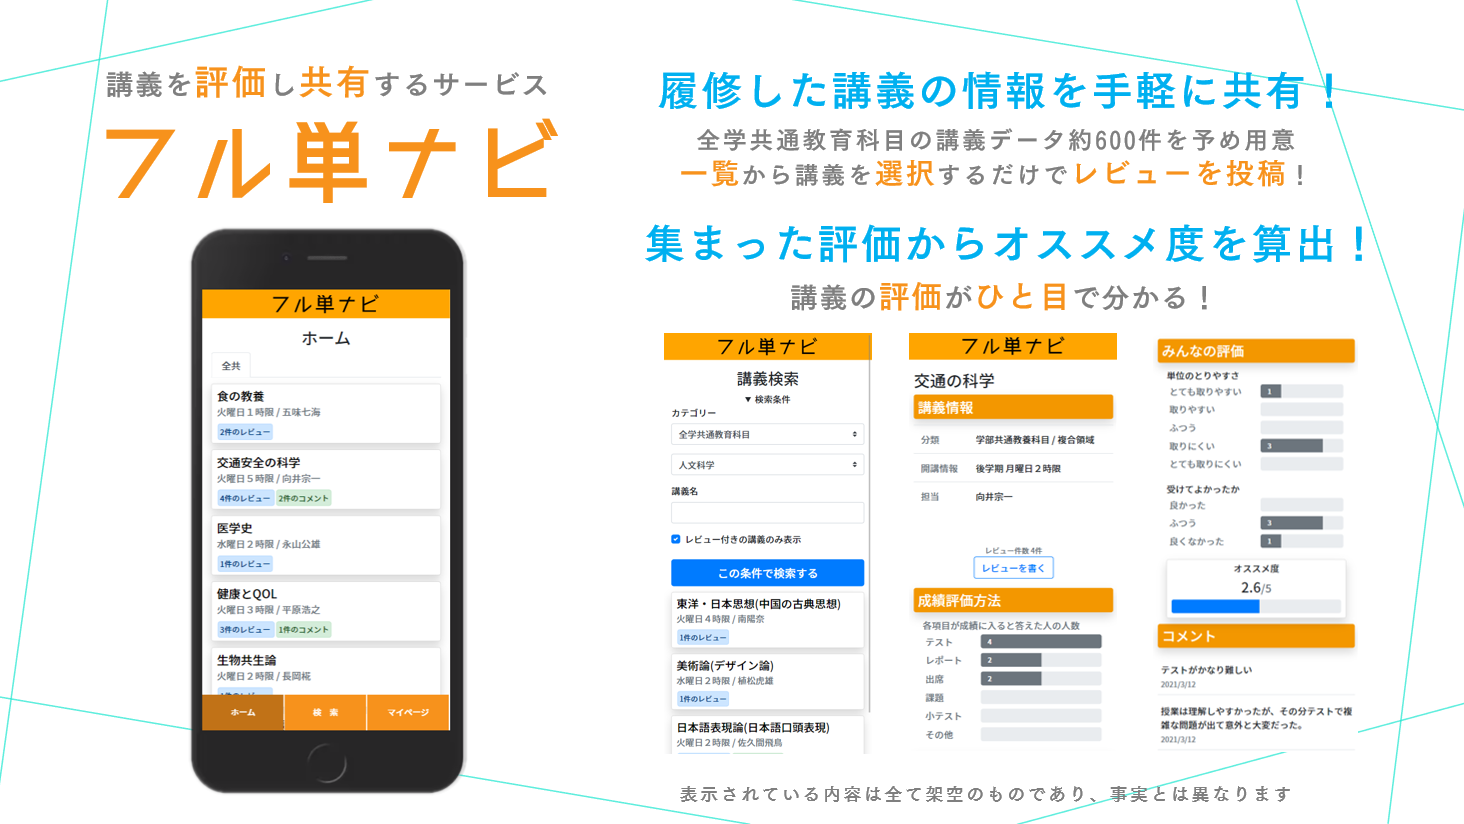 講義を評価し共有するサービス
フル単ナビ
フル単ナビ
ホーム
全共
食の教養
火曜日１時限 / 五味七海
2件のレビュー
交通安全の科学
火曜日５時限 / 向井宗一
4件のレビュー 2件のコメント
医学史
水曜日２時限 / 永山公雄
1件のレビュー
健康とQOL
火曜日３時限 / 平原浩之
3件のレビュー 1件のコメント
生物共生論
火曜日２時限 / 長岡椛
ホーム 検 索 マイページ
履修した講義の情報を手軽に共有！
全学共通教育科目の講義データ約600件を予め用意
一覧から講義を選択するだけでレビューを投稿！
集まった評価からオススメ度を算出！
講義の評価がひと目で分かる！
フル単ナビ
講義検索
▼ 検索条件
カテゴリー
全学共通教育科目
人文科学
講義名
レビュー付きの講義のみ表示
この条件で検索する
東洋・日本思想(中国の古典思想)
火曜日４時限 / 南陽奈
1件のレビュー
美術論(デザイン論)
水曜日２時限 / 植松虎雄
1件のレビュー
日本語表現論(日本語口頭表現)
火曜日２時限 / 佐久間飛鳥
フル単ナビ
交通の科学
講義情報
分類 学部共通教養科目 / 複合領域
開講情報 後学期 月曜日２時限
担当 向井宗一
レビュー件数 4件
レビューを書く
成績評価方法
各項目が成績に入ると答えた人の人数
テスト 4
レポート 2
出席 2
課題
小テスト
その他
みんなの評価
単位のとりやすさ
とても取りやすい 1
取りやすい
ふつう
取りにくい 3
とても取りにくい
受けてよかったか
良かった
ふつう 3
良くなかった 1
オススメ度
2.6/5
コメント
テストがかなり難しい
2021/3/12
授業は理解しやすかったが、その分テストで複
雑な問題が出て意外と大変だった。
2021/3/12
表示されている内容は全て架空のものであり、事実とは異なります